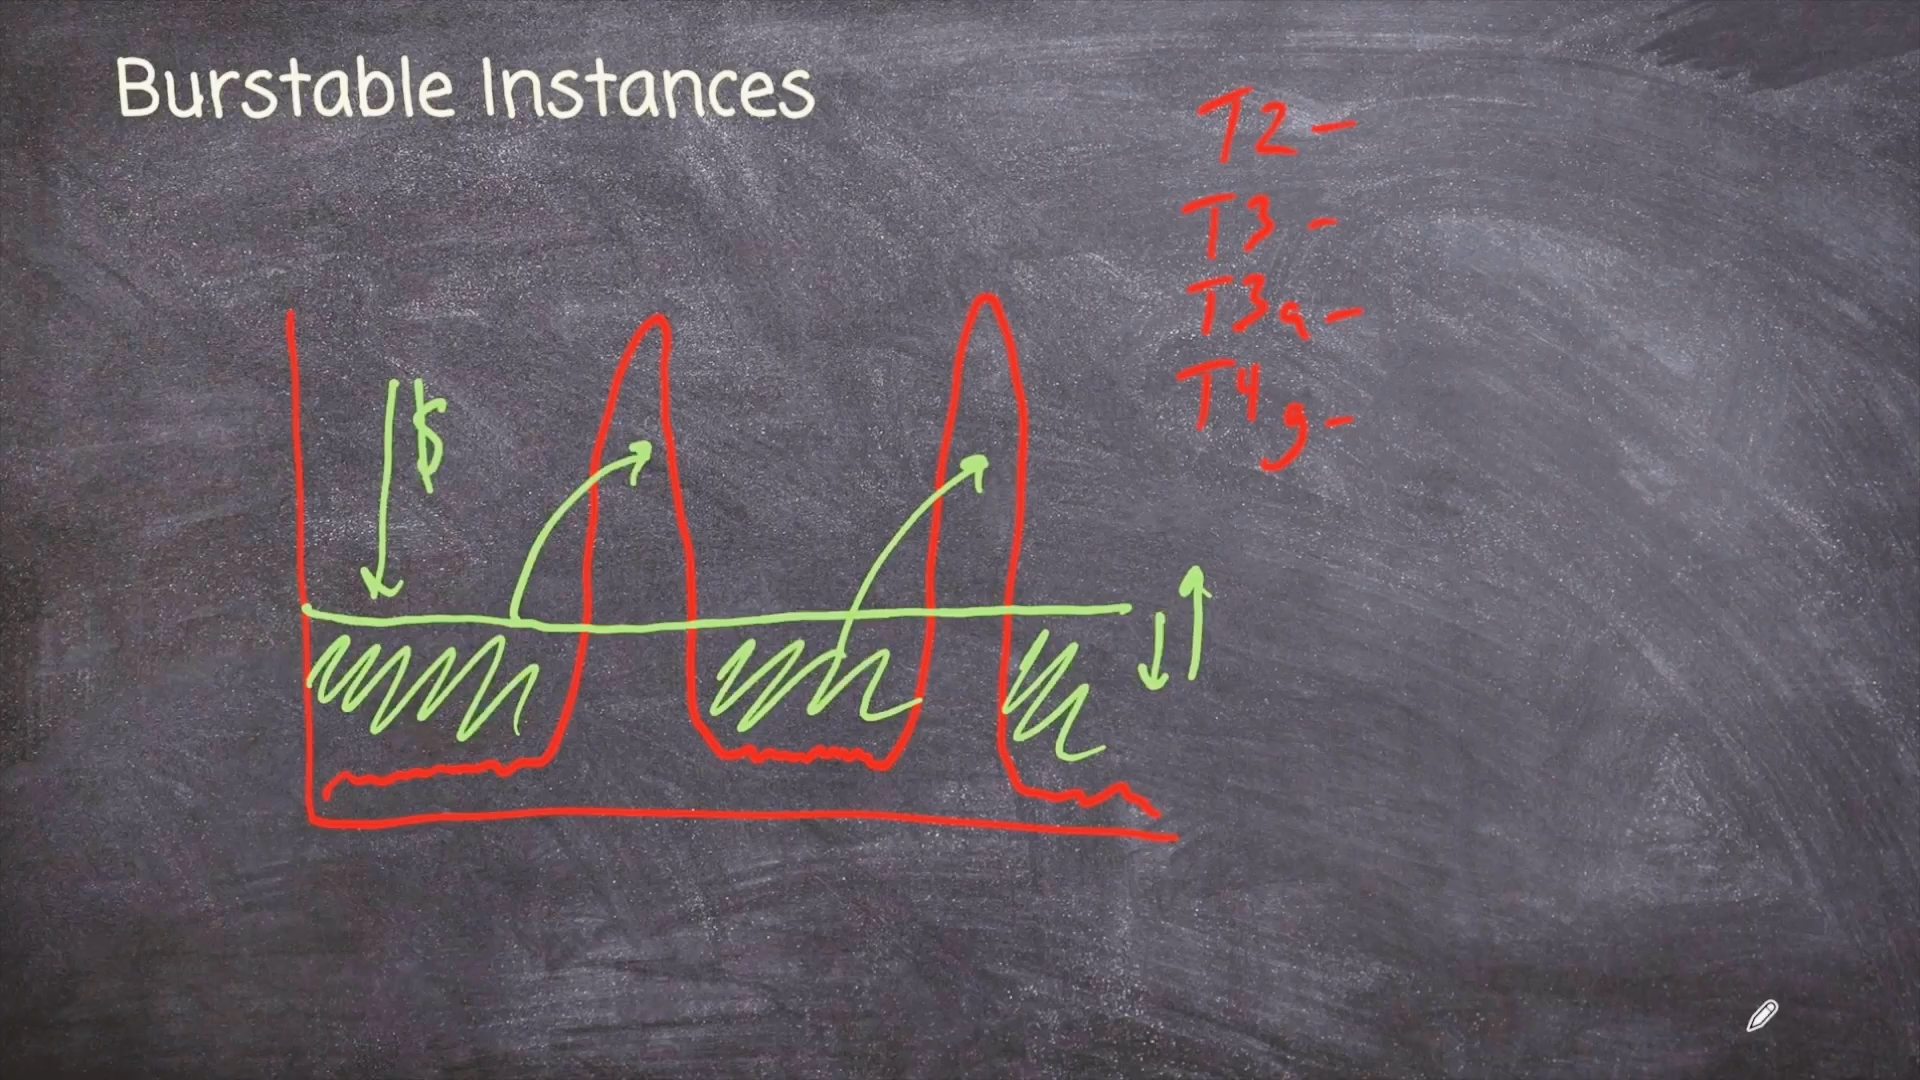 Burstable Instances
T2 -
T3 -
T3a -
T4g -
$